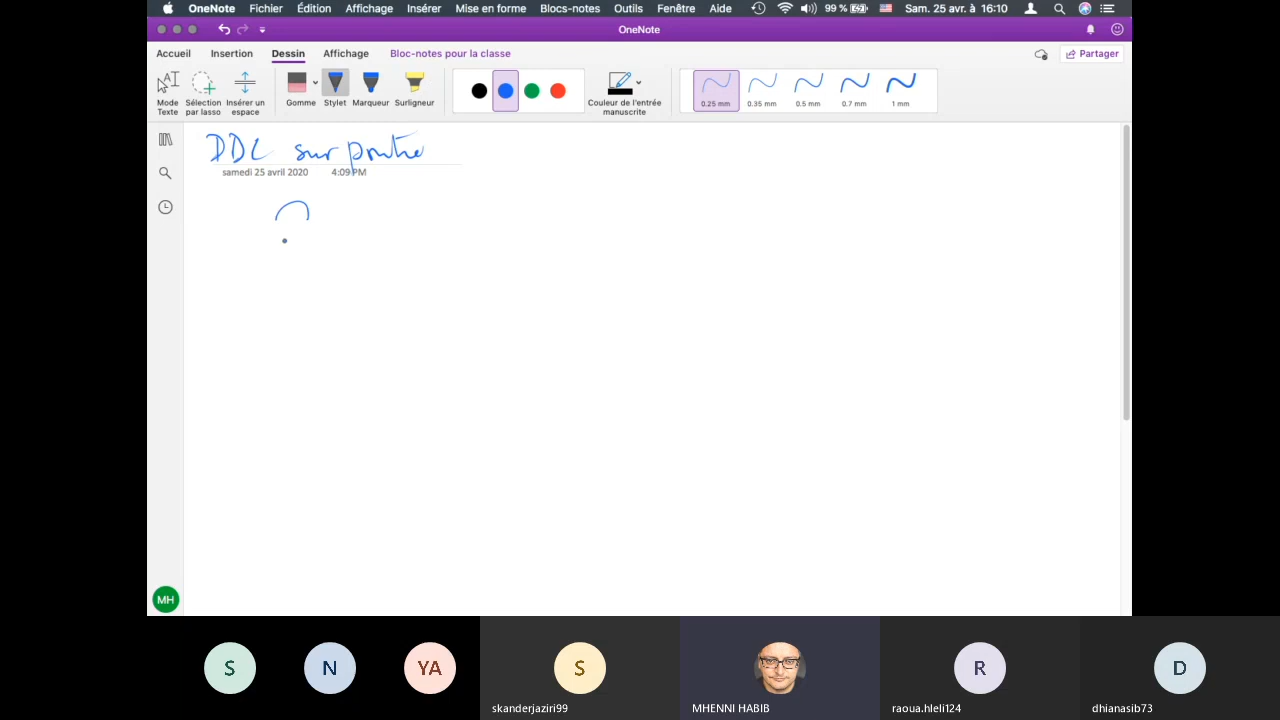 OneNote Fichier Édition Affichage Insérer Mise en forme Blocs-notes Outils Fenêtre Aide 99 % Sam. 25 avr. à 16:10
OneNote
Accueil Insertion Dessin Affichage Bloc-notes pour la classe Partager
Mode Texte
Sélection par lasso
Insérer un espace
Gomme
Stylet
Marqueur
Surligneur
Couleur de l'entrée manuscrite
0.25 mm 0.35 mm 0.5 mm 0.7 mm 1 mm
DDL sur poutre
samedi 25 avril 2020 4:09 PM
MH
S N YA S R D
skanderjaziri99 MHENNI HABIB raoua.hleli124 dhianasib73